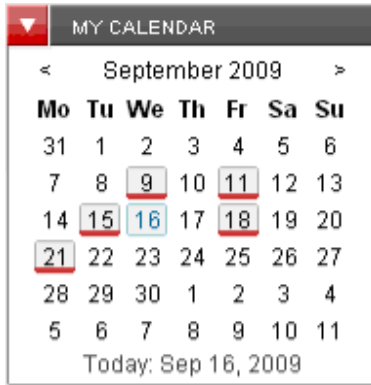 MY CALENDAR
< September 2009 >
Mo Tu We Th Fr Sa Su
31 1 2 3 4 5 6
7 8 9 10 11 12 13
14 15 16 17 18 19 20
21 22 23 24 25 26 27
28 29 30 1 2 3 4
5 6 7 8 9 10 11
Today: Sep 16, 2009